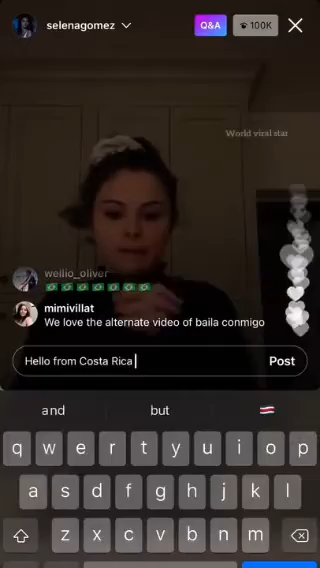 selenagomez
Q&A
100K
World viral star
wellio_oliver
🇧🇷🇧🇷🇧🇷🇧🇷🇧🇷🇧🇷🇧🇷
mimivillat
We love the alternate video of baila conmigo
Hello from Costa Rica
Post
and but 🇨🇷
q w e r t y u i o p
a s d f g h j k l
z x c v b n m